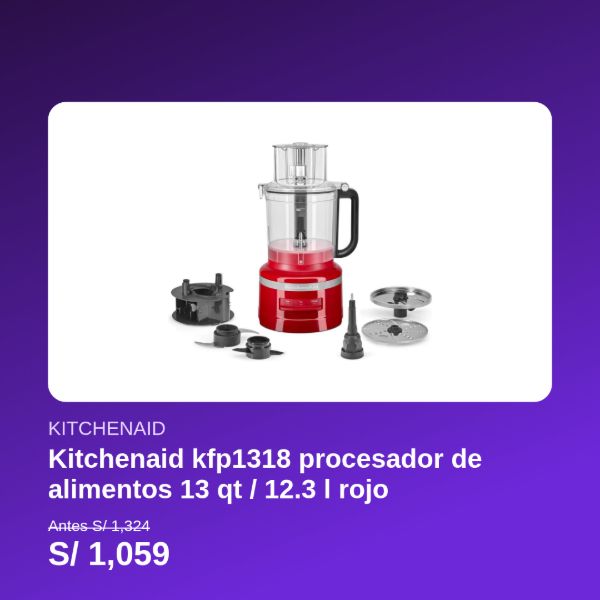 KITCHENAID
Kitchenaid kfp1318 procesador de
alimentos 13 qt / 12.3 l rojo
Antes S/ 1,324
S/ 1,059